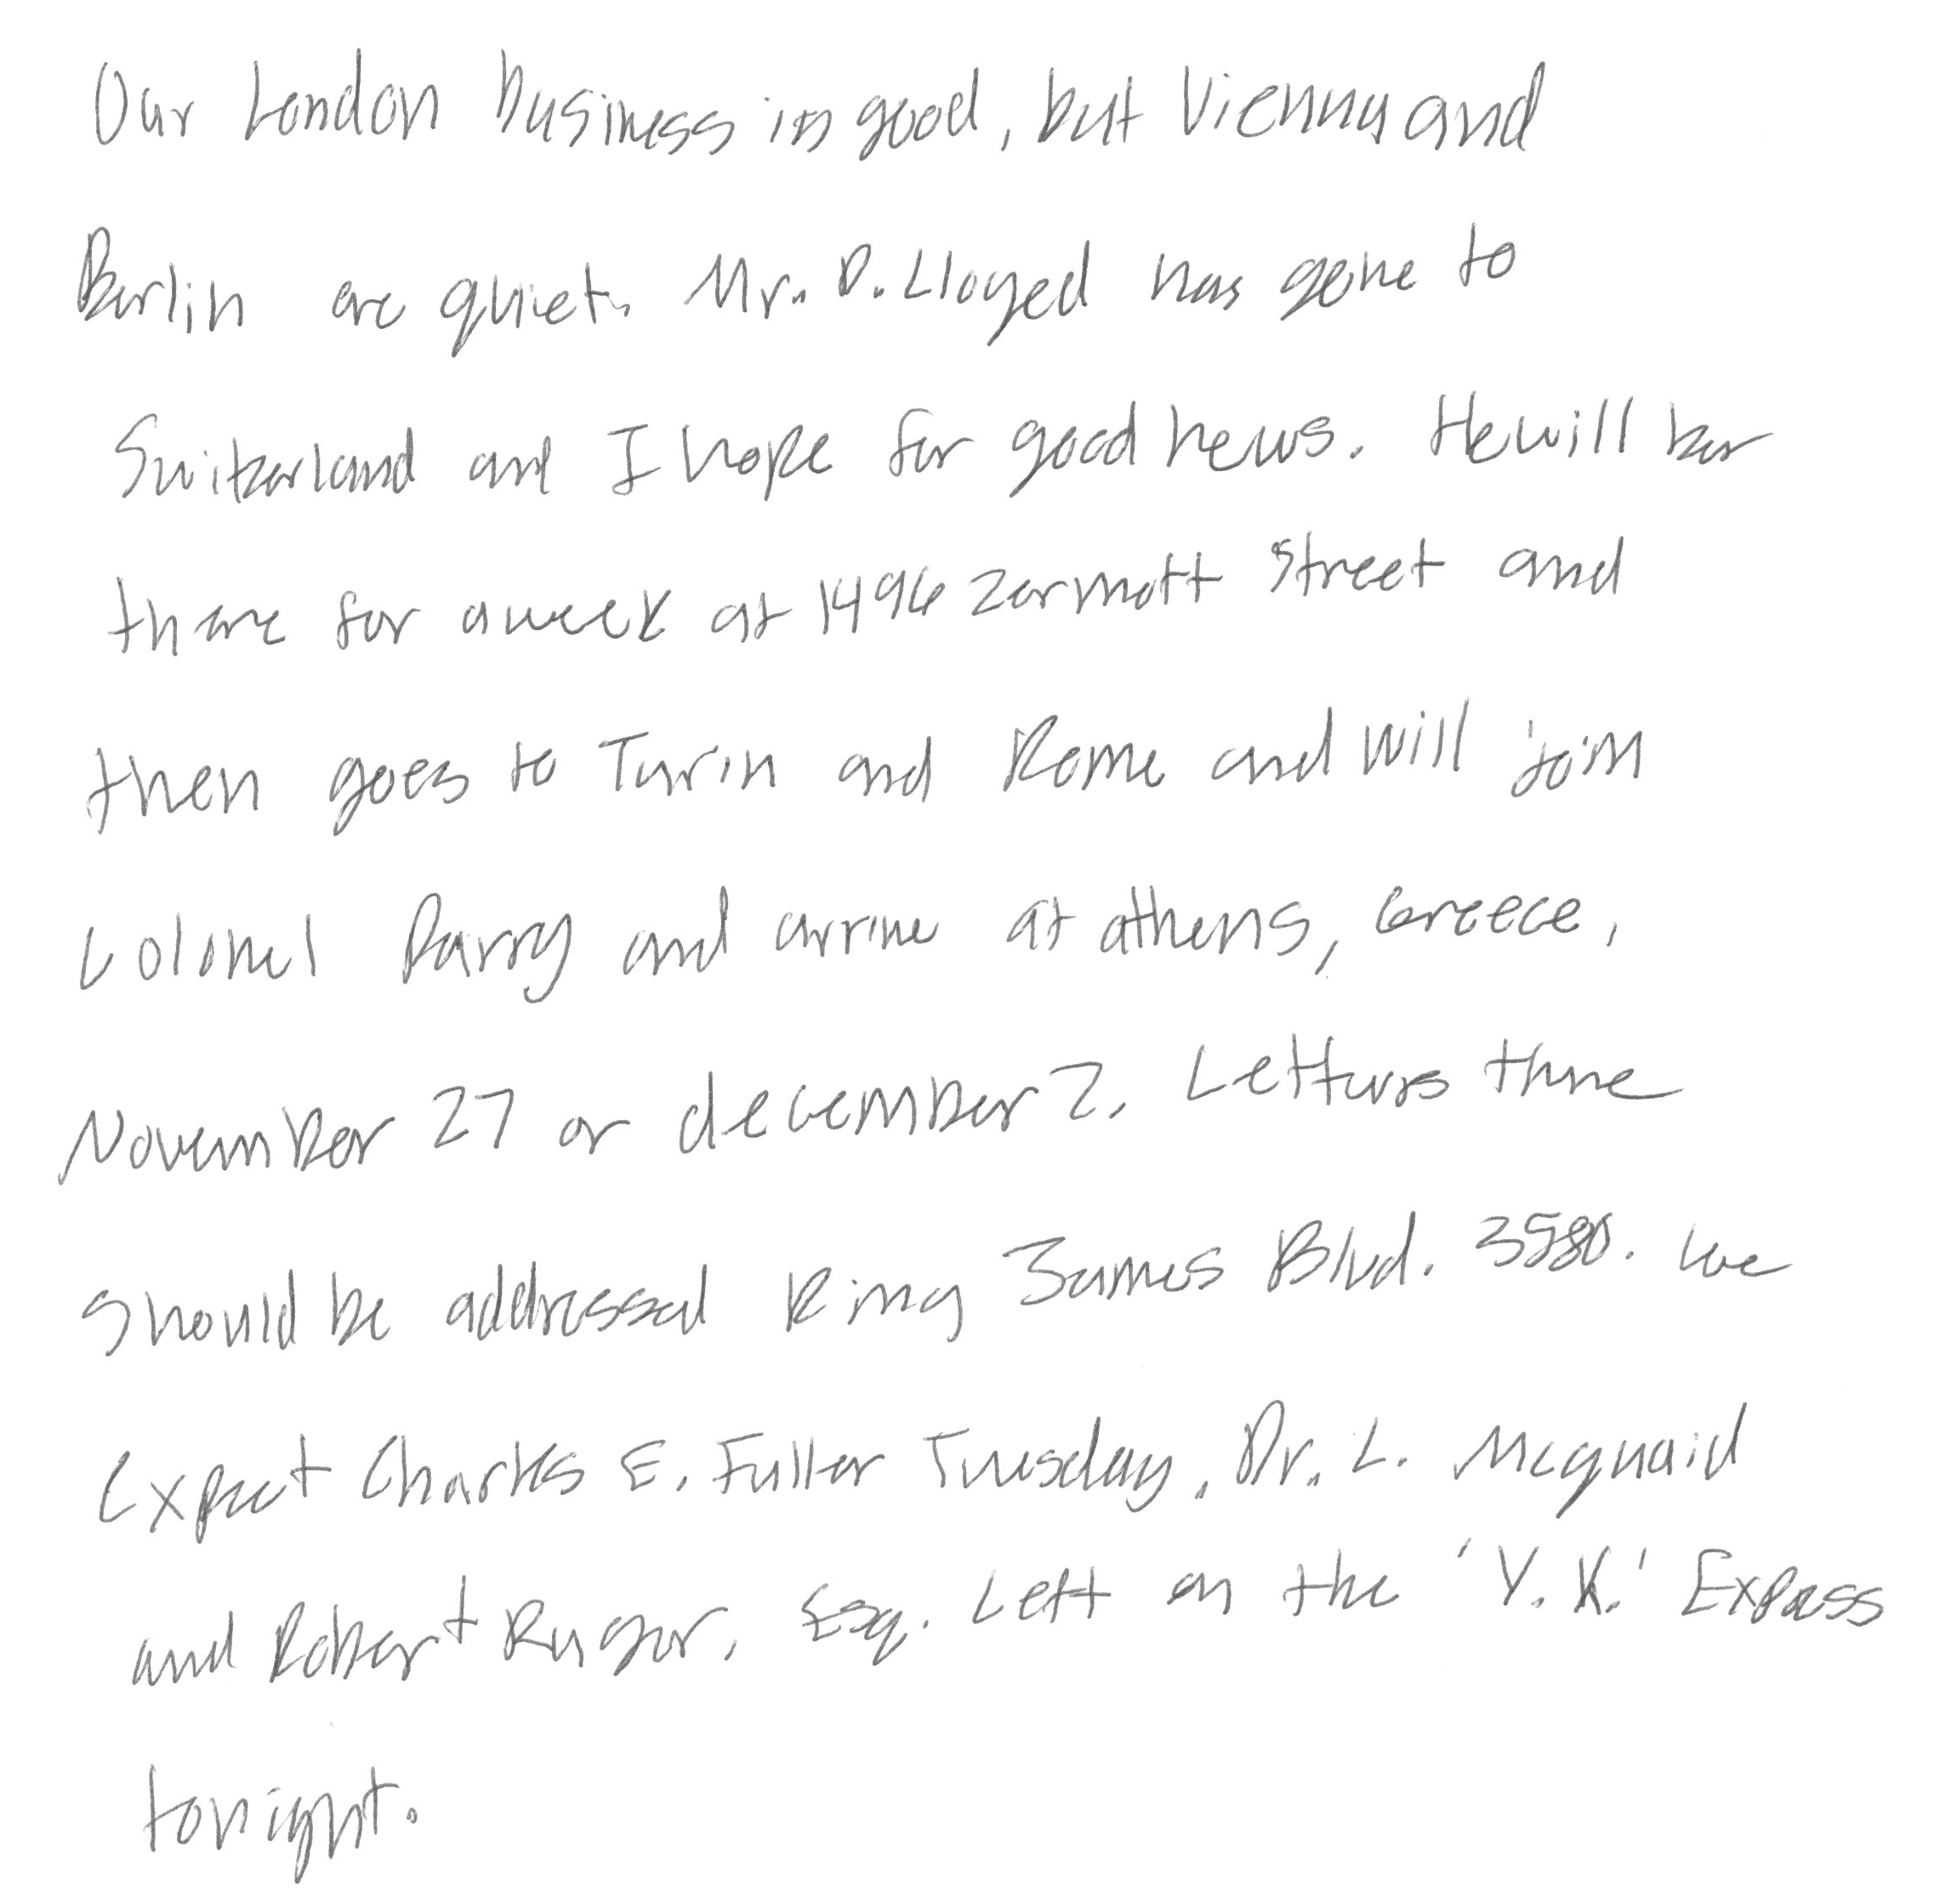 Our London business is good, but Vienna and
Berlin are quiet. Mr. D. Lloyed has gone to
Switzerland and I hope for good news. He will be
there for a week at 1496 Zermott Street and
then goes to Turin and Rome and will join
Colonel Parry and arrive at athens, Greece,
November 27 or december 2. Letters there
should be addressed King James Blvd. 3580. We
expect Charles E. Fuller Tuesday. Dr. L. Mcquaid
and Robert Ruger, Esq. Left on the 'Y.X.' Express
tonight.